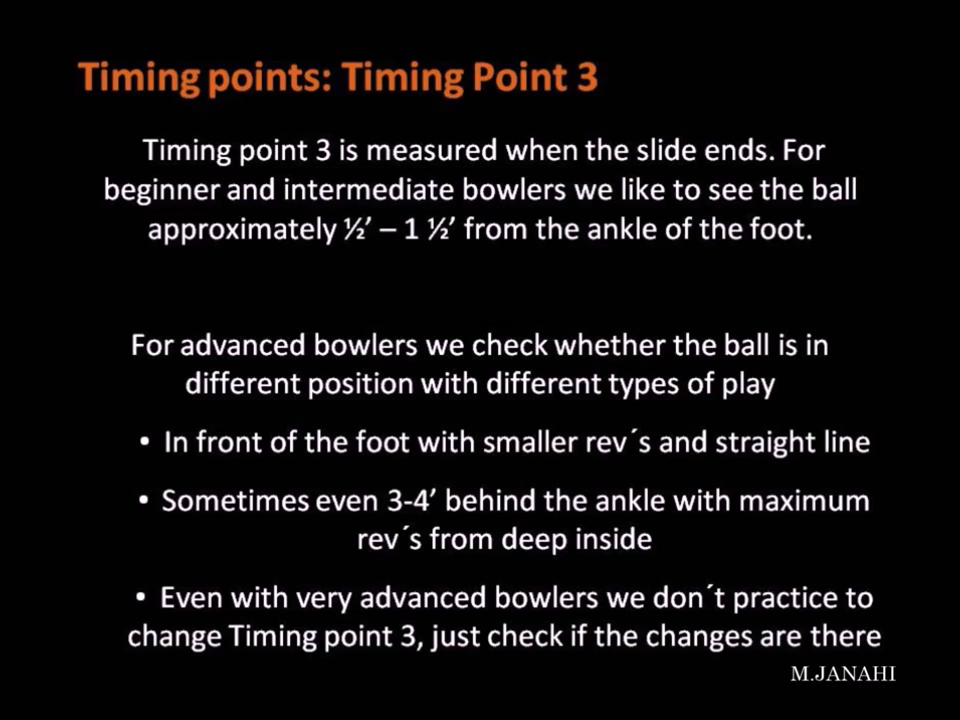 Timing points: Timing Point 3
Timing point 3 is measured when the slide ends. For
beginner and intermediate bowlers we like to see the ball
approximately ½’ – 1 ½’ from the ankle of the foot.
For advanced bowlers we check whether the ball is in
different position with different types of play
• In front of the foot with smaller rev´s and straight line
• Sometimes even 3-4’ behind the ankle with maximum
rev´s from deep inside
• Even with very advanced bowlers we don´t practice to
change Timing point 3, just check if the changes are there
M.JANAHI